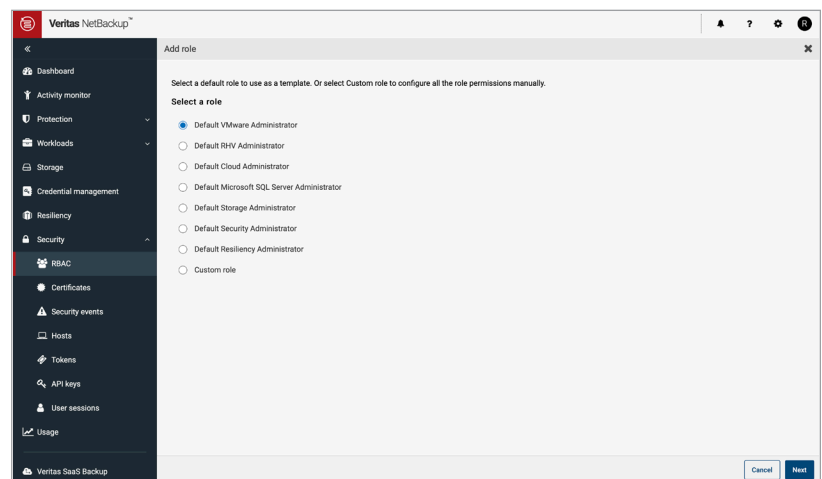 Veritas NetBackup™
?
R
«
Add role
Dashboard
Activity monitor
Protection
Workloads
Storage
Credential management
Resiliency
Security
RBAC
Certificates
Security events
Hosts
Tokens
API keys
User sessions
Usage
Veritas SaaS Backup
Select a default role to use as a template. Or select Custom role to configure all the role permissions manually.
Select a role
Default VMware Administrator
Default RHV Administrator
Default Cloud Administrator
Default Microsoft SQL Server Administrator
Default Storage Administrator
Default Security Administrator
Default Resiliency Administrator
Custom role
Cancel
Next